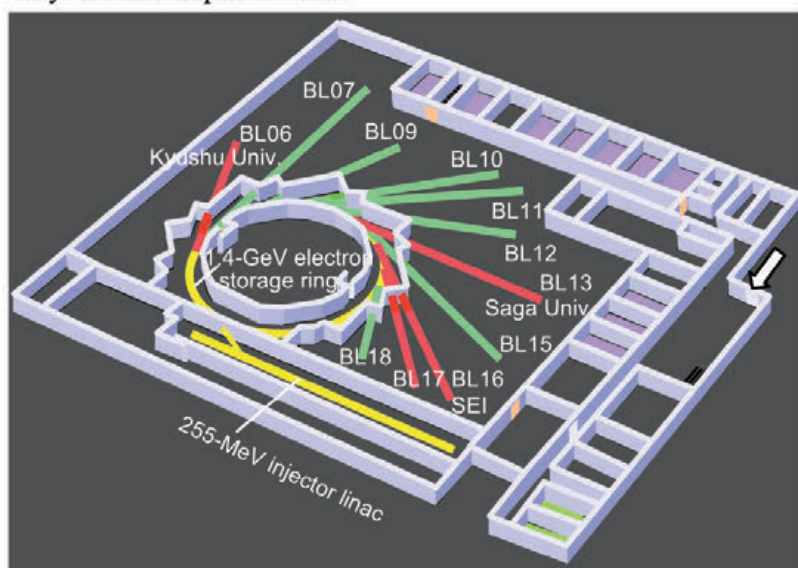 BL07
BL06
Kyushu Univ.
BL09
BL10
BL11
BL12
1.4-GeV electron
storage ring
BL13
Saga Univ.
BL15
BL18
BL17
BL16
SEI
255-MeV injector linac